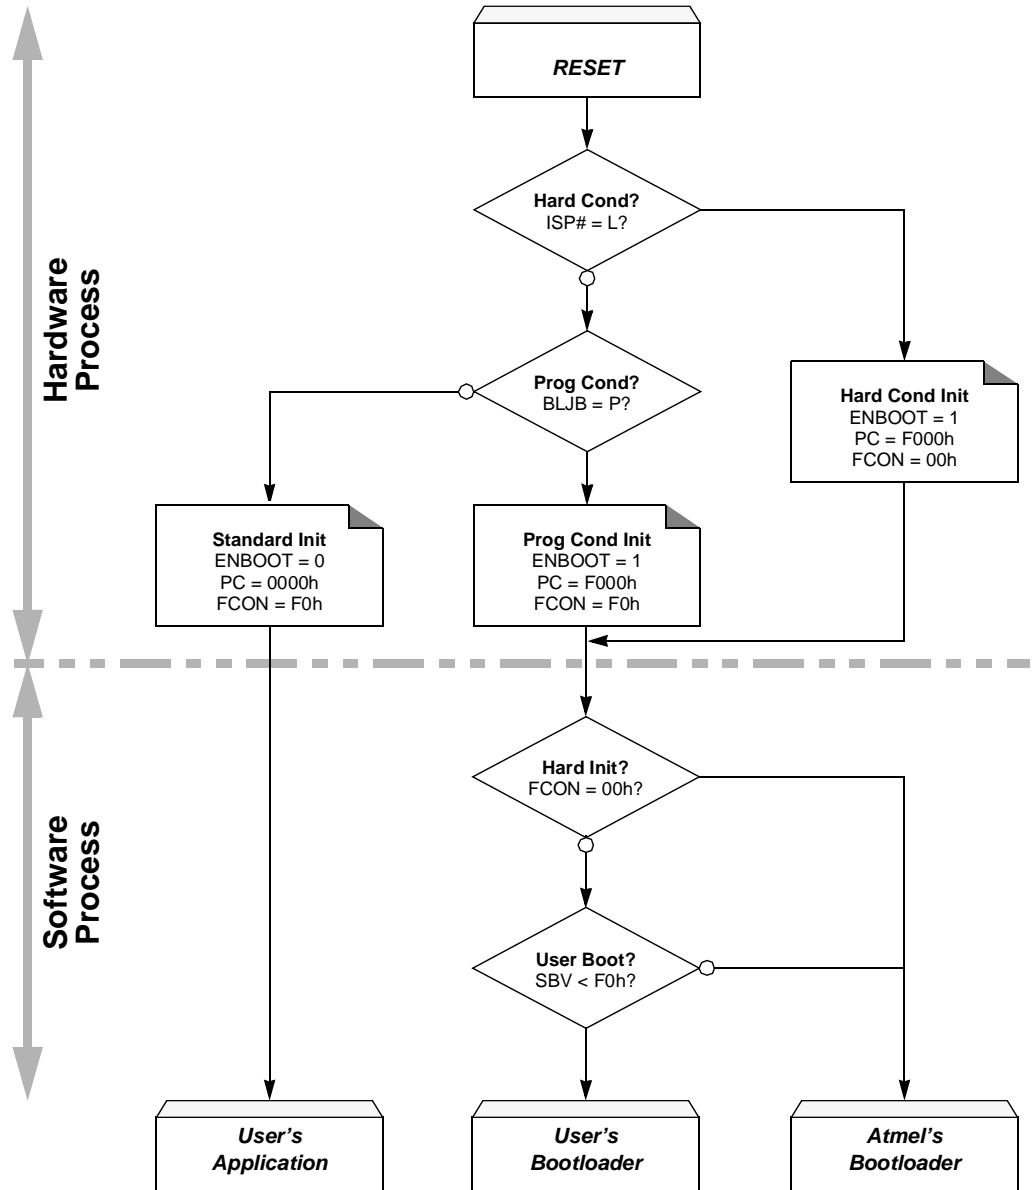 RESET
Hard Cond?
ISP# = L?
Hardware
Process
Prog Cond?
BLJB = P?
Hard Cond Init
ENBOOT = 1
PC = F000h
FCON = 00h
Standard Init
ENBOOT = 0
PC = 0000h
FCON = F0h
Prog Cond Init
ENBOOT = 1
PC = F000h
FCON = F0h
Hard Init?
FCON = 00h?
Software
Process
User Boot?
SBV < F0h?
User's
Application
User's
Bootloader
Atmel's
Bootloader